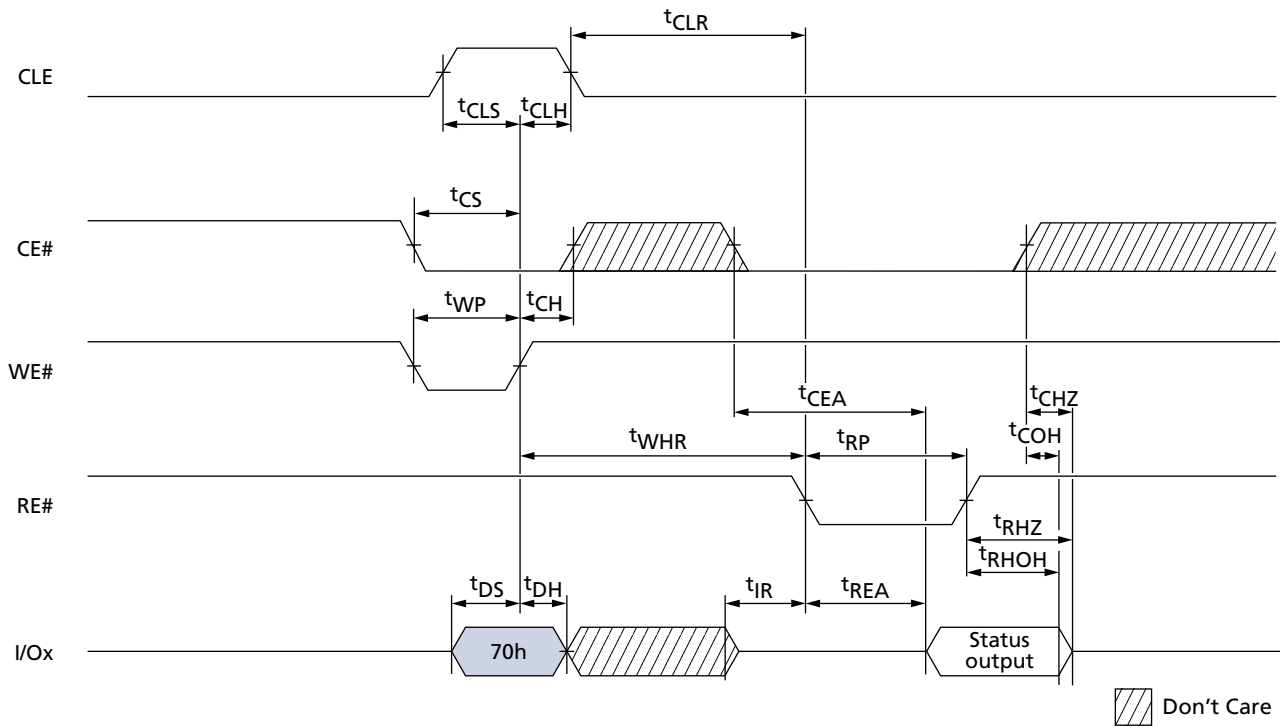 tCLR
CLE
tCLS tCLH
tCS
CE#
tWP tCH
WE#
tCEA tCHZ
tCOH
tWHR tRP
RE#
tRHZ
tRHOH
tDS tDH tIR tREA
I/Ox 70h Status output
Don't Care